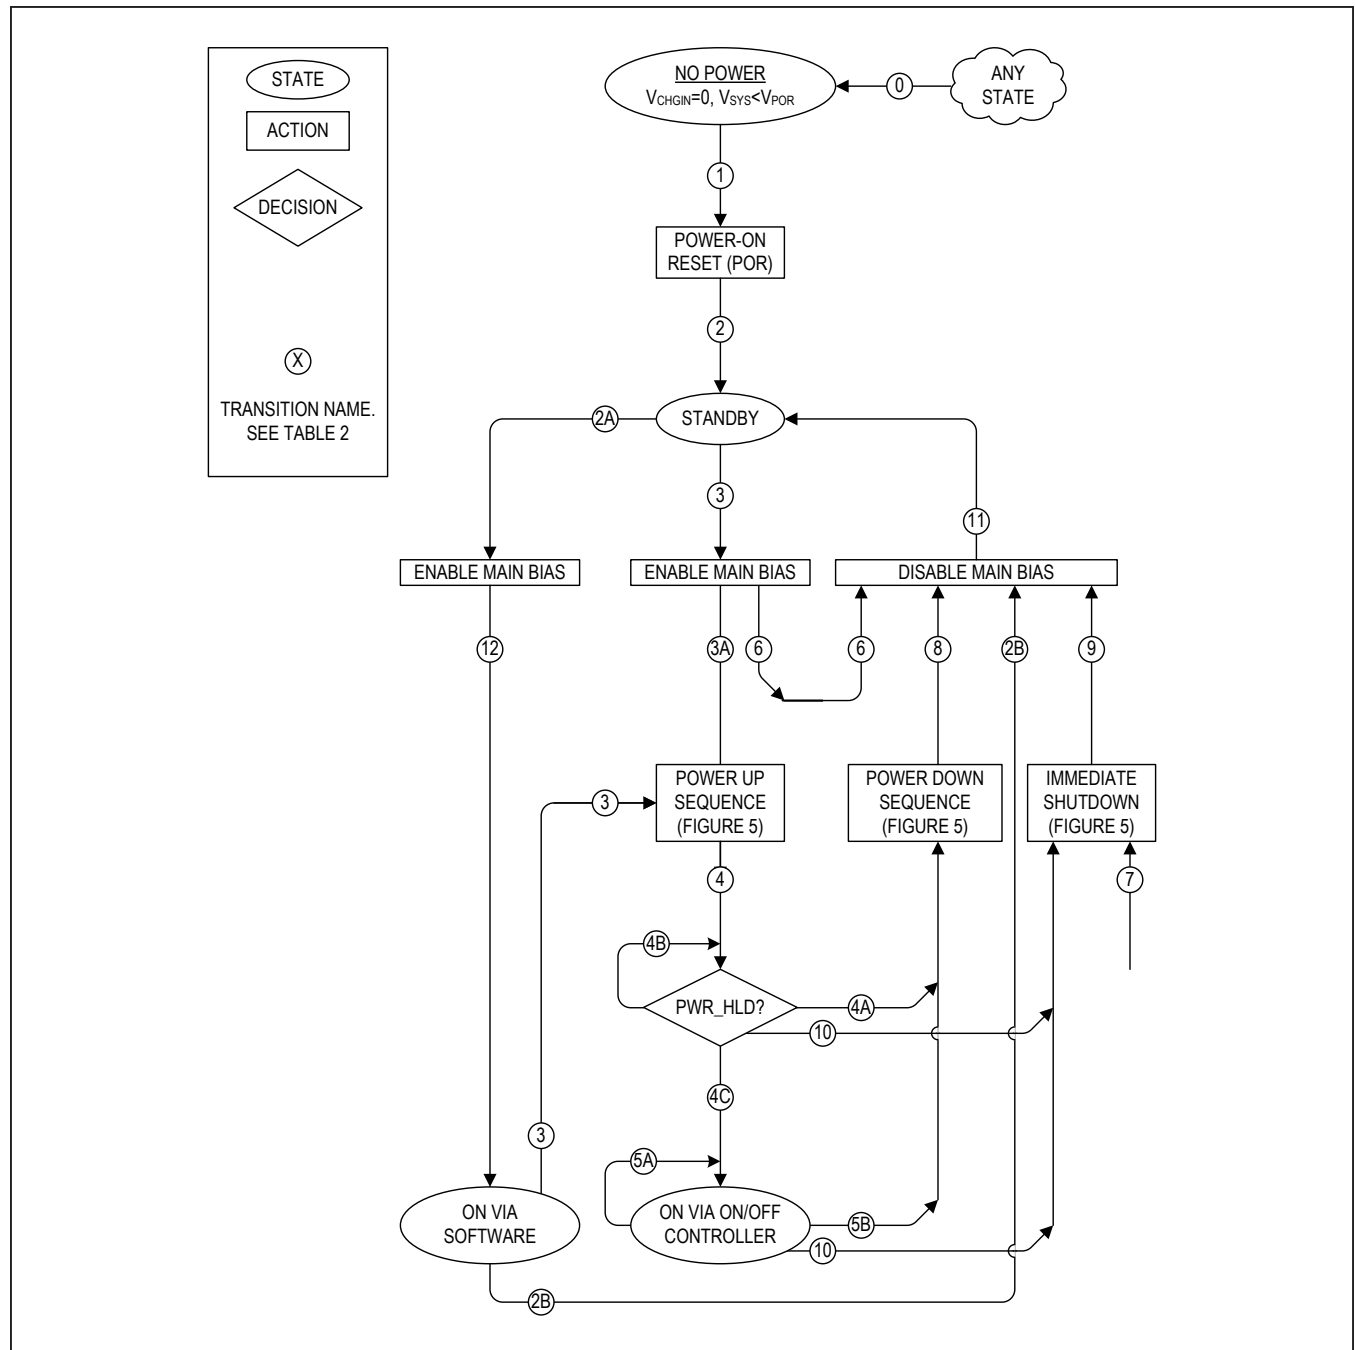 STATE
ACTION
DECISION
X
TRANSITION NAME.
SEE TABLE 2
NO POWER
VCHGIN=0, VSYS<VPOR
0
ANY
STATE
1
POWER-ON
RESET (POR)
2
2A
STANDBY
3
11
ENABLE MAIN BIAS
ENABLE MAIN BIAS
DISABLE MAIN BIAS
12
3A
6
6
8
2B
9
3
POWER UP
SEQUENCE
(FIGURE 5)
POWER DOWN
SEQUENCE
(FIGURE 5)
IMMEDIATE
SHUTDOWN
(FIGURE 5)
4
7
4B
PWR_HLD?
4A
10
4C
3
5A
ON VIA
SOFTWARE
ON VIA ON/OFF
CONTROLLER
5B
10
2B